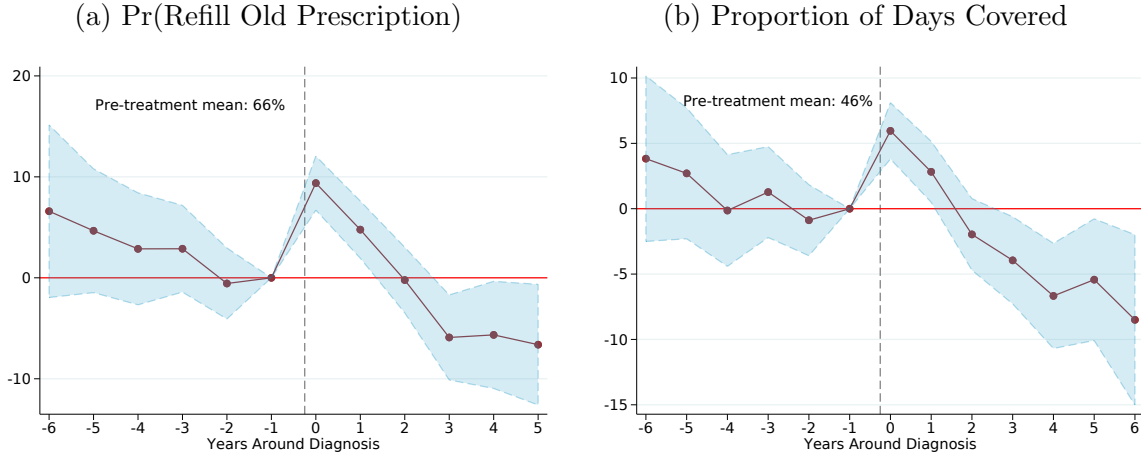 (a) Pr(Refill Old Prescription)
20
10
0
-10
Pre-treatment mean: 66%
-6 -5 -4 -3 -2 -1 0 1 2 3 4 5
Years Around Diagnosis
(b) Proportion of Days Covered
10
5
0
-5
-10
-15
Pre-treatment mean: 46%
-6 -5 -4 -3 -2 -1 0 1 2 3 4 5 6
Years Around Diagnosis